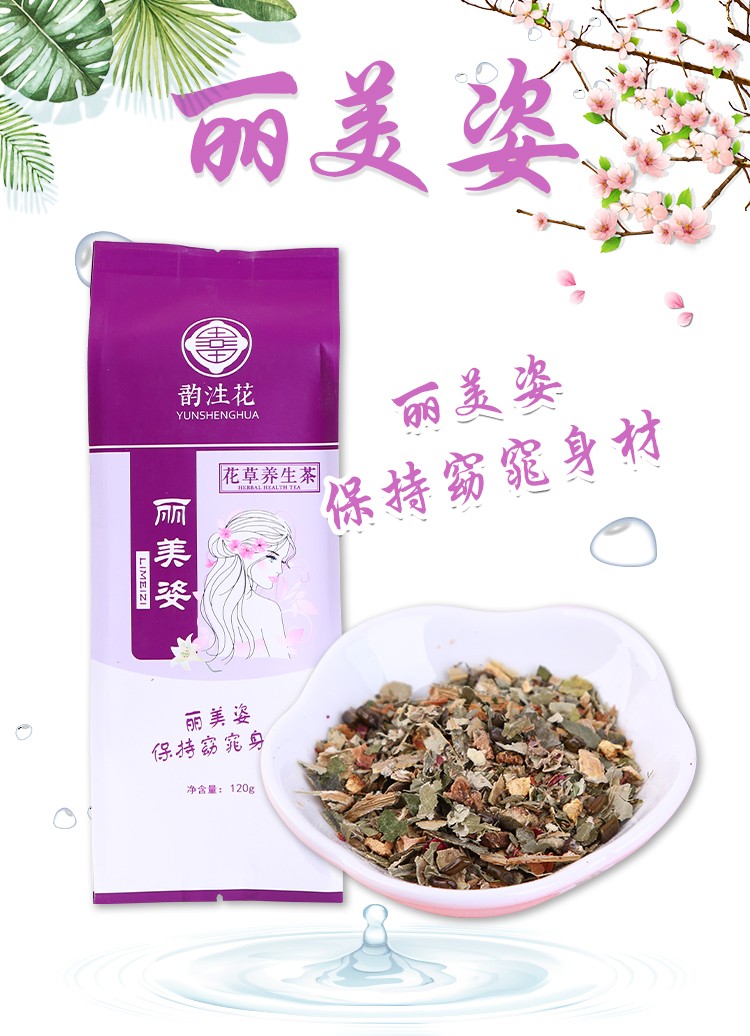 丽美姿
韵泩花
YUNSHENGHUA
花草养生茶
HERBAL HEALTH TEA
丽美姿
LIMEIZI
丽美姿
保持窈窕身
净含量：120g
丽美姿
保持窈窕身材